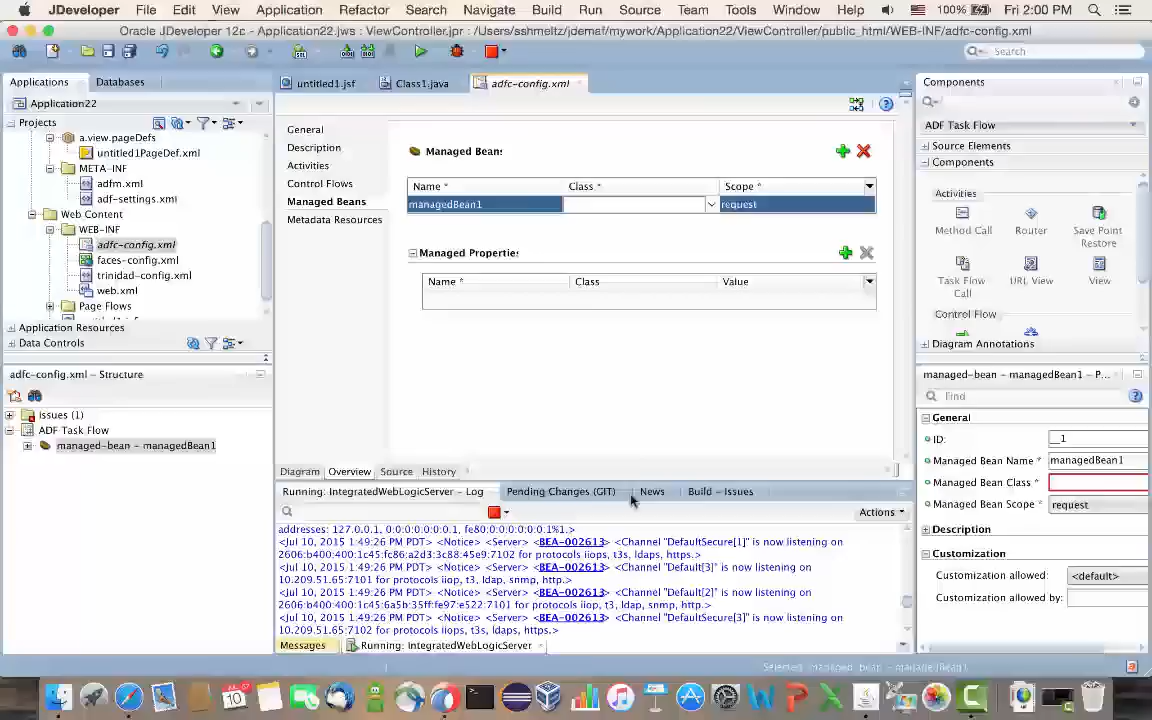 JDeveloper File Edit View Application Refactor Search Navigate Build Run Source Team Tools Window Help 100% Fri 2:00 PM
Oracle JDeveloper 12c - Application22.jws : ViewController.jpr : /Users/sshmeltz/jdemaf/mywork/Application22/ViewController/public_html/WEB-INF/adfc-config.xml
Search
Applications Databases
untitled1.jsf Class1.java adfc-config.xml
Components
Application22
Projects
a.view.pageDefs
untitled1PageDef.xml
META-INF
adfm.xml
adf-settings.xml
Web Content
WEB-INF
adfc-config.xml
faces-config.xml
trinidad-config.xml
web.xml
Page Flows
Application Resources
Data Controls
adfc-config.xml - Structure
Issues (1)
ADF Task Flow
managed-bean - managedBean1
General
Description
Activities
Control Flows
Managed Beans
Metadata Resources
Managed Beans
Name * Class * Scope *
managedBean1 request
Managed Properties
Name * Class Value
Diagram Overview Source History
Running: IntegratedWebLogicServer - Log Pending Changes (GIT) News Build - Issues
Actions
addresses: 127.0.0.1, 0:0:0:0:0:0:0:1, fe80:0:0:0:0:0:0:1%1.>
<Jul 10, 2015 1:49:26 PM PDT> <Notice> <Server> <BEA-002613> <Channel "DefaultSecure[1]" is now listening on
2606:b400:400:1c45:fc86:a2d3:3c88:45e9:7102 for protocols iiops, t3s, ldaps, https.>
<Jul 10, 2015 1:49:26 PM PDT> <Notice> <Server> <BEA-002613> <Channel "Default[3]" is now listening on
10.209.51.65:7101 for protocols iiop, t3, ldap, snmp, http.>
<Jul 10, 2015 1:49:26 PM PDT> <Notice> <Server> <BEA-002613> <Channel "Default[2]" is now listening on
2606:b400:400:1c45:6a5b:35ff:fe97:e522:7101 for protocols iiop, t3, ldap, snmp, http.>
<Jul 10, 2015 1:49:26 PM PDT> <Notice> <Server> <BEA-002613> <Channel "DefaultSecure[3]" is now listening on
10.209.51.65:7102 for protocols iiops, t3s, ldaps, https.>
Messages Running: IntegratedWebLogicServer
ADF Task Flow
Source Elements
Components
Activities
Method Call Router Save Point Restore
Task Flow Call URL View View
Control Flow
Diagram Annotations
managed-bean - managedBean1 - P...
Find
General
ID: __1
Managed Bean Name * managedBean1
Managed Bean Class *
Managed Bean Scope * request
Description
Customization
Customization allowed: <default>
Customization allowed by:
Selected: managed-bean - managedBean1